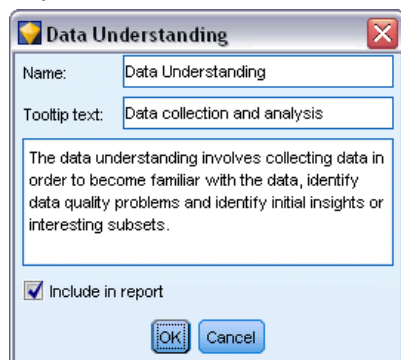 Data Understanding
Name: Data Understanding
Tooltip text: Data collection and analysis
The data understanding involves collecting data in
order to become familiar with the data, identify
data quality problems and identify initial insights or
interesting subsets.
Include in report
OK Cancel